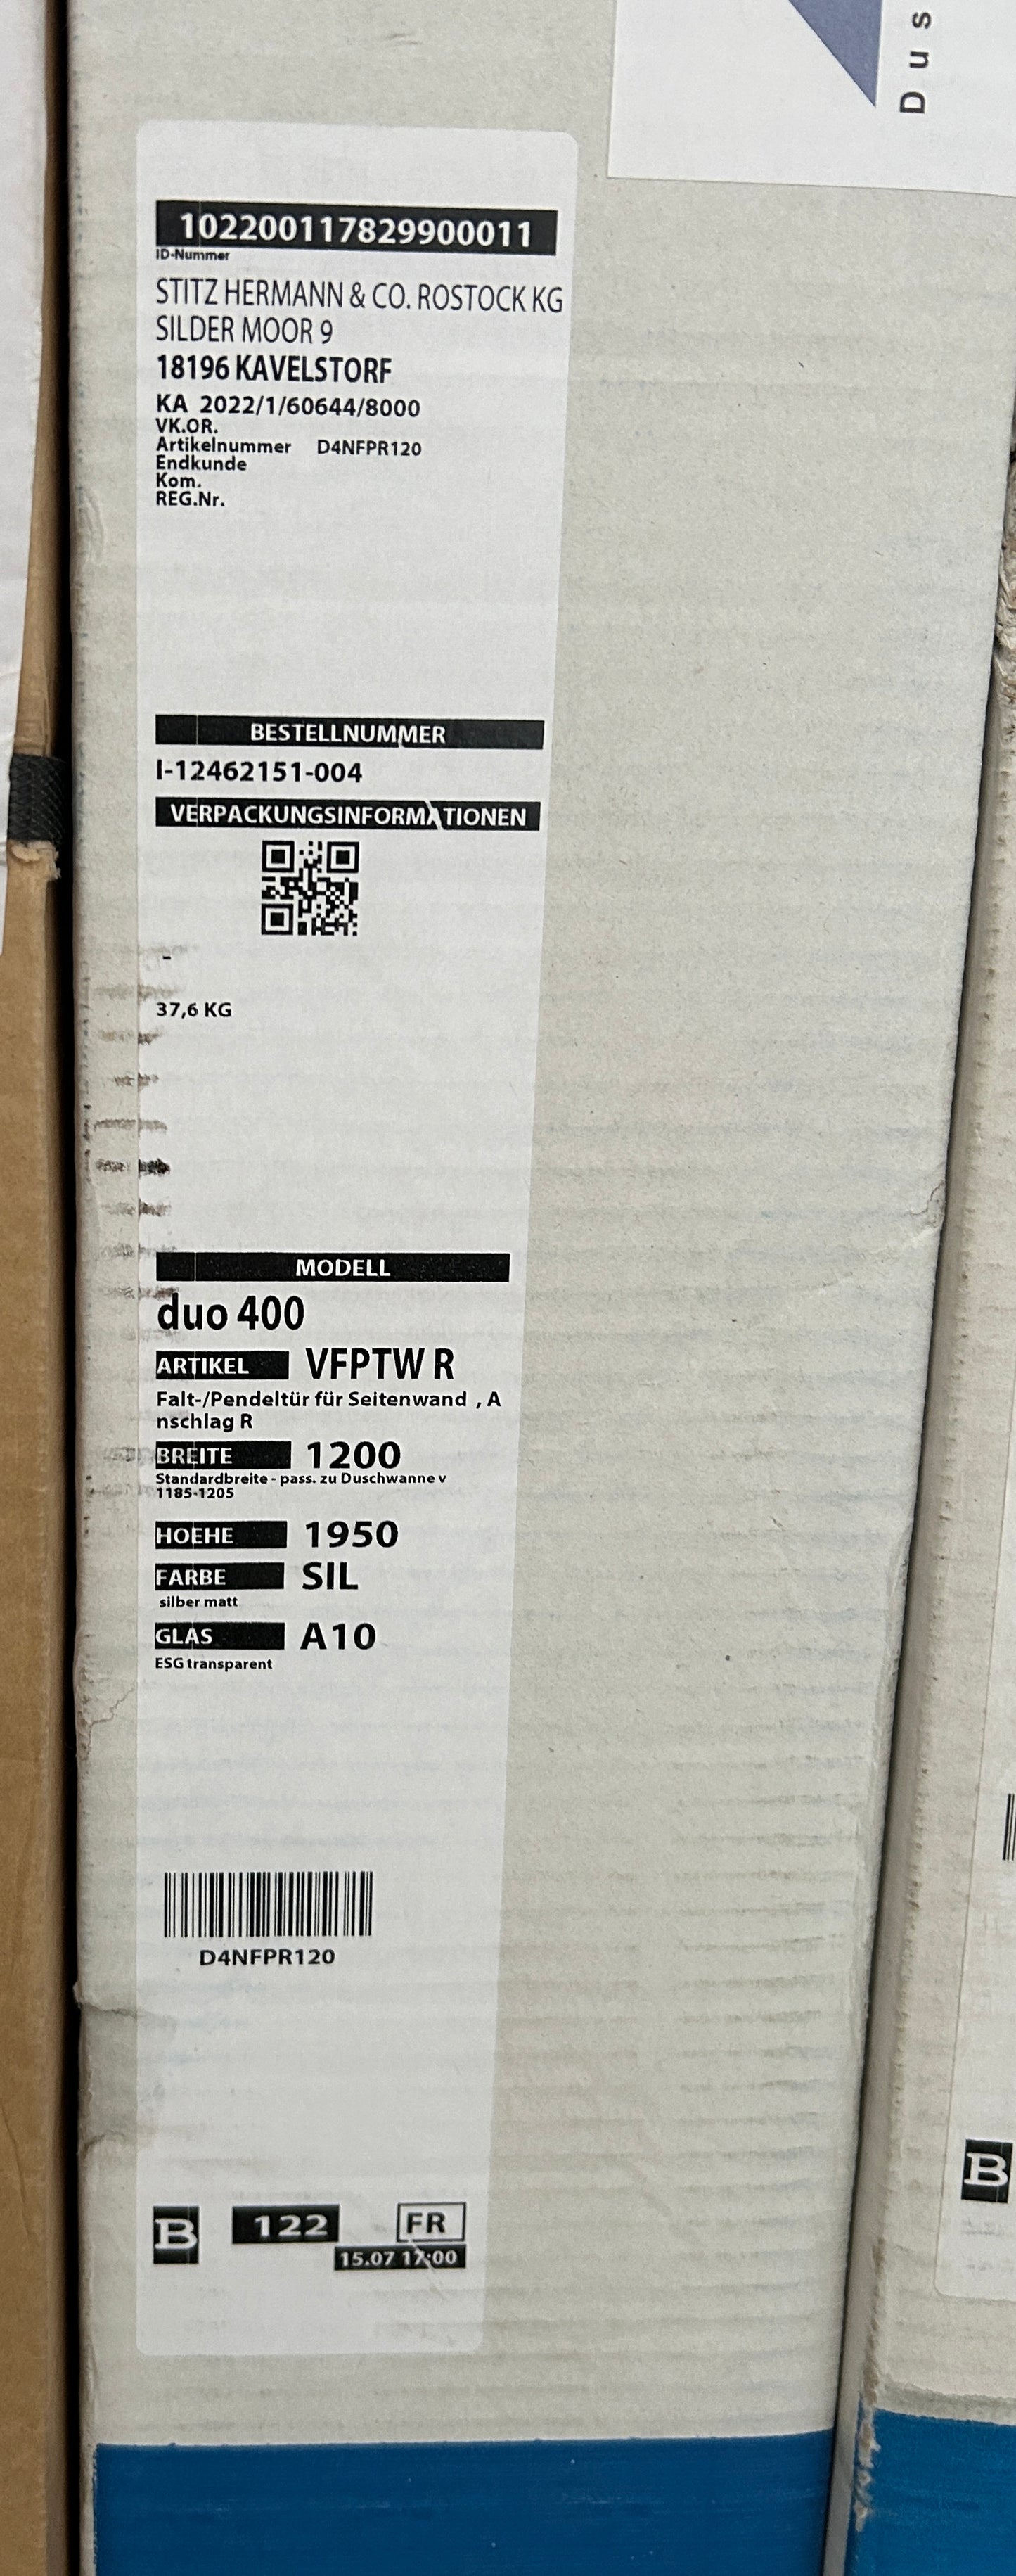 Dus
102200117829900011
ID-Nummer
STITZ HERMANN & CO. ROSTOCK KG
SILDER MOOR 9
18196 KAVELSTORF
KA 2022/1/60644/8000
VK.OR.
Artikelnummer D4NFPR120
Endkunde
Kom.
REG.Nr.
BESTELLNUMMER
I-12462151-004
VERPACKUNGSINFORMATIONEN
-
37,6 KG
MODELL
duo 400
ARTIKEL VFPTW R
Falt-/Pendeltür für Seitenwand , A
nschlag R
BREITE 1200
Standardbreite - pass. zu Duschwanne v
1185-1205
HOEHE 1950
FARBE SIL
silber matt
GLAS A10
ESG transparent
D4NFPR120
B 122 FR
15.07 17:00
B